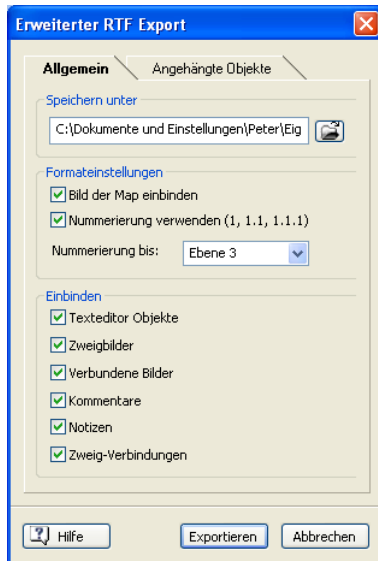 Erweiterter RTF Export
Allgemein Angehängte Objekte
Speichern unter
C:\Dokumente und Einstellungen\Peter\Eig
Formateinstellungen
Bild der Map einbinden
Nummerierung verwenden (1, 1.1, 1.1.1)
Nummerierung bis: Ebene 3
Einbinden
Texteditor Objekte
Zweigbilder
Verbundene Bilder
Kommentare
Notizen
Zweig-Verbindungen
Hilfe Exportieren Abbrechen